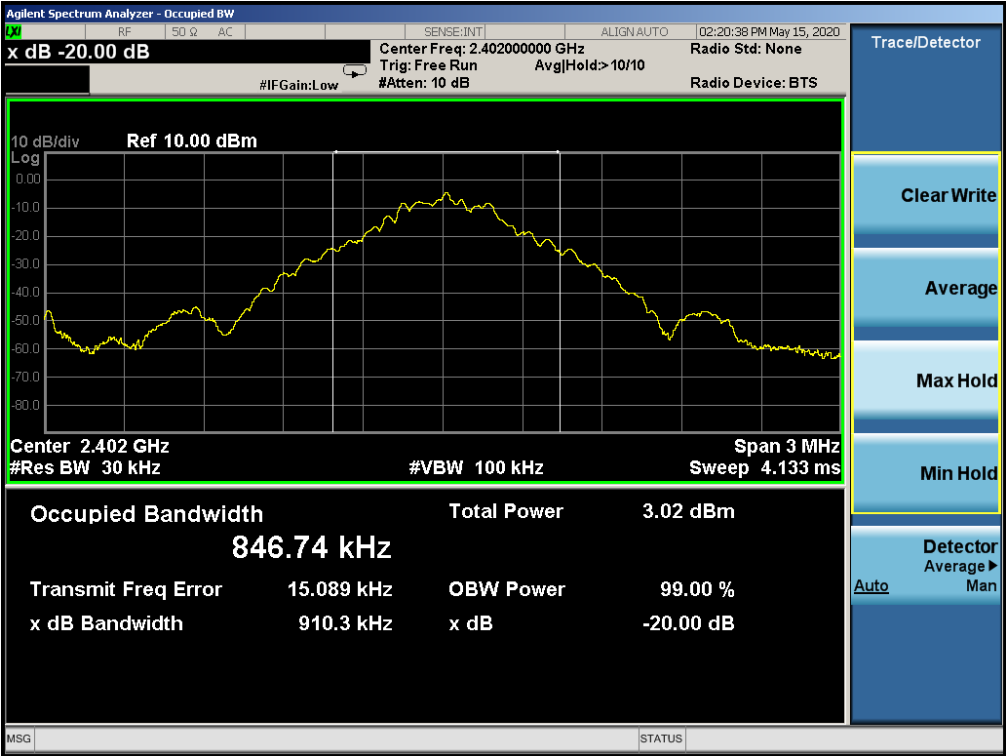 Agilent Spectrum Analyzer - Occupied BW
LXI RF 50 Ω AC SENSE:INT ALIGN AUTO 02:20:38 PM May 15, 2020
x dB -20.00 dB
Center Freq: 2.402000000 GHz Radio Std: None
Trig: Free Run Avg|Hold:> 10/10
#IFGain:Low #Atten: 10 dB Radio Device: BTS
10 dB/div Ref 10.00 dBm
Log
0.00
-10.0
-20.0
-30.0
-40.0
-50.0
-60.0
-70.0
-80.0
Center 2.402 GHz Span 3 MHz
#Res BW 30 kHz #VBW 100 kHz Sweep 4.133 ms
Occupied Bandwidth Total Power 3.02 dBm
846.74 kHz
Transmit Freq Error 15.089 kHz OBW Power 99.00 %
x dB Bandwidth 910.3 kHz x dB -20.00 dB
MSG STATUS
Trace/Detector
Clear Write
Average
Max Hold
Min Hold
Detector
Average▶
Auto Man